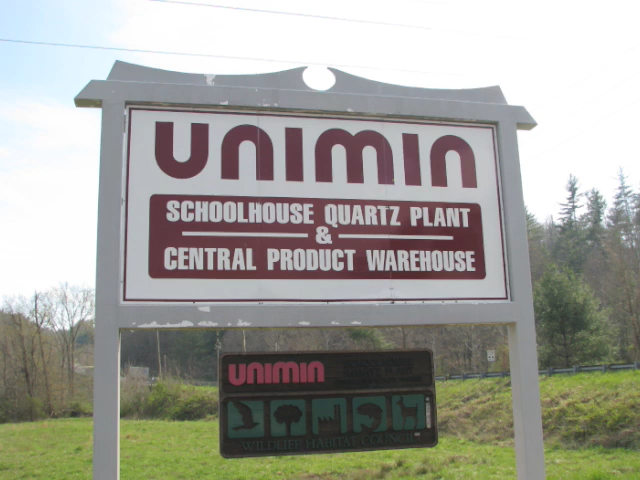 UNIMIN
SCHOOLHOUSE QUARTZ PLANT
&
CENTRAL PRODUCT WAREHOUSE
UNIMIN
WILDLIFE HABITAT COUNCIL